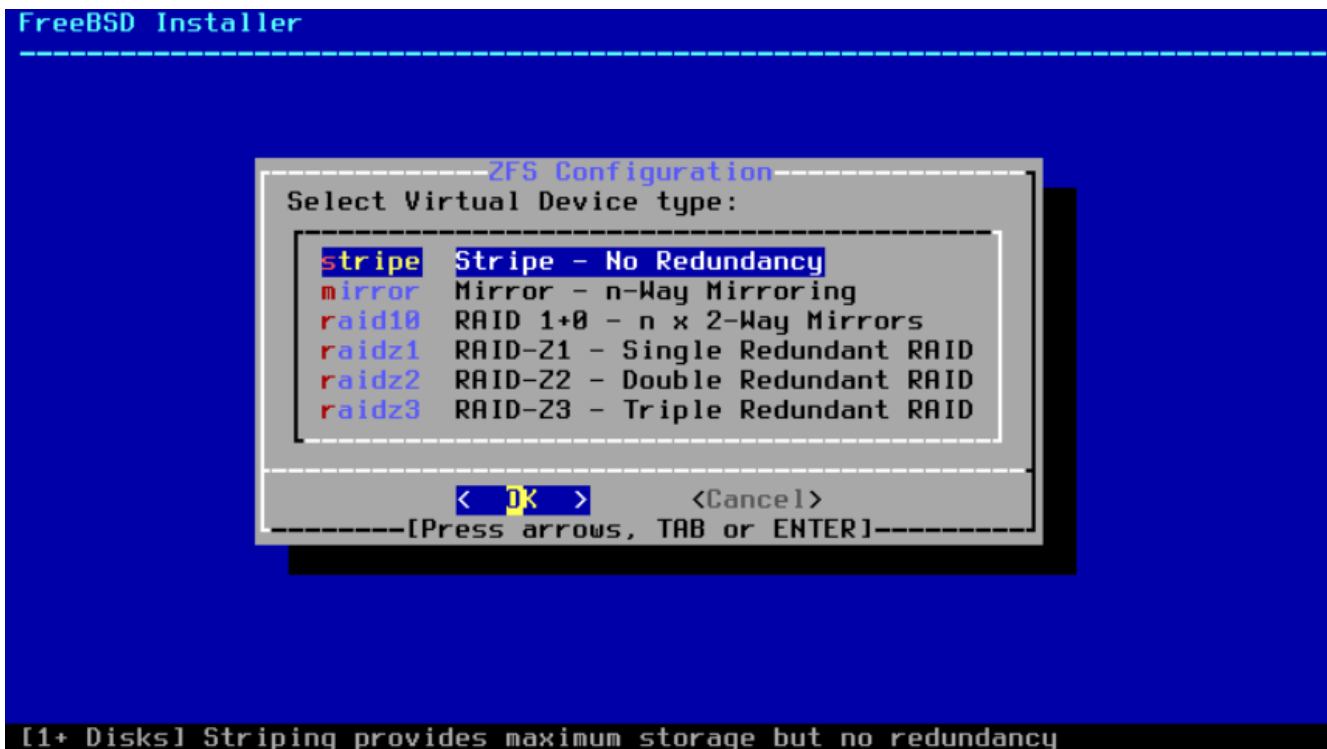 FreeBSD Installer
ZFS Configuration
Select Virtual Device type:
stripe Stripe - No Redundancy
mirror Mirror - n-Way Mirroring
raid10 RAID 1+0 - n x 2-Way Mirrors
raidz1 RAID-Z1 - Single Redundant RAID
raidz2 RAID-Z2 - Double Redundant RAID
raidz3 RAID-Z3 - Triple Redundant RAID
< OK > <Cancel>
[Press arrows, TAB or ENTER]
[1+ Disks] Striping provides maximum storage but no redundancy